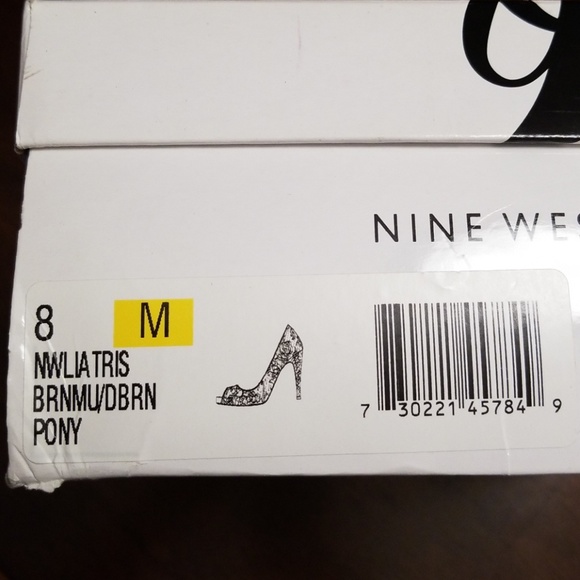 NINE WES
8 M
NWLIATRIS
BRNMU/DBRN
PONY
7 30221 45784 9